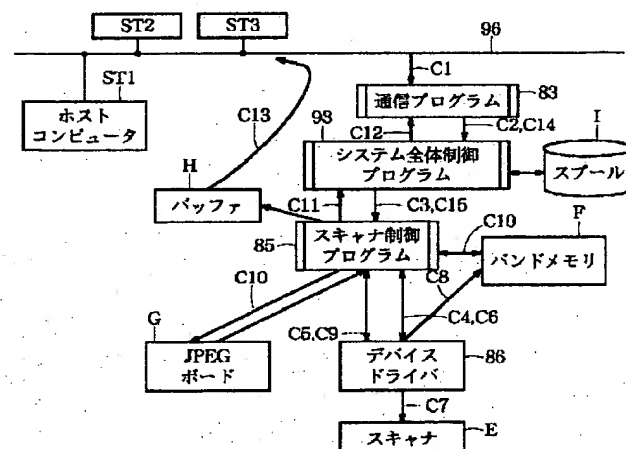 ST2
ST3
96
ST1
C1
ホスト
コンピュータ
通信プログラム
83
C13
93
C12
C2,C14
I
システム全体制御
プログラム
スプール
H
バッファ
C11
C3,C15
F
85
スキャナ制御
プログラム
C10
バンドメモリ
C10
C8
G
C5,C9
C4,C6
JPEG
ボード
デバイス
ドライバ
86
C7
スキャナ
E